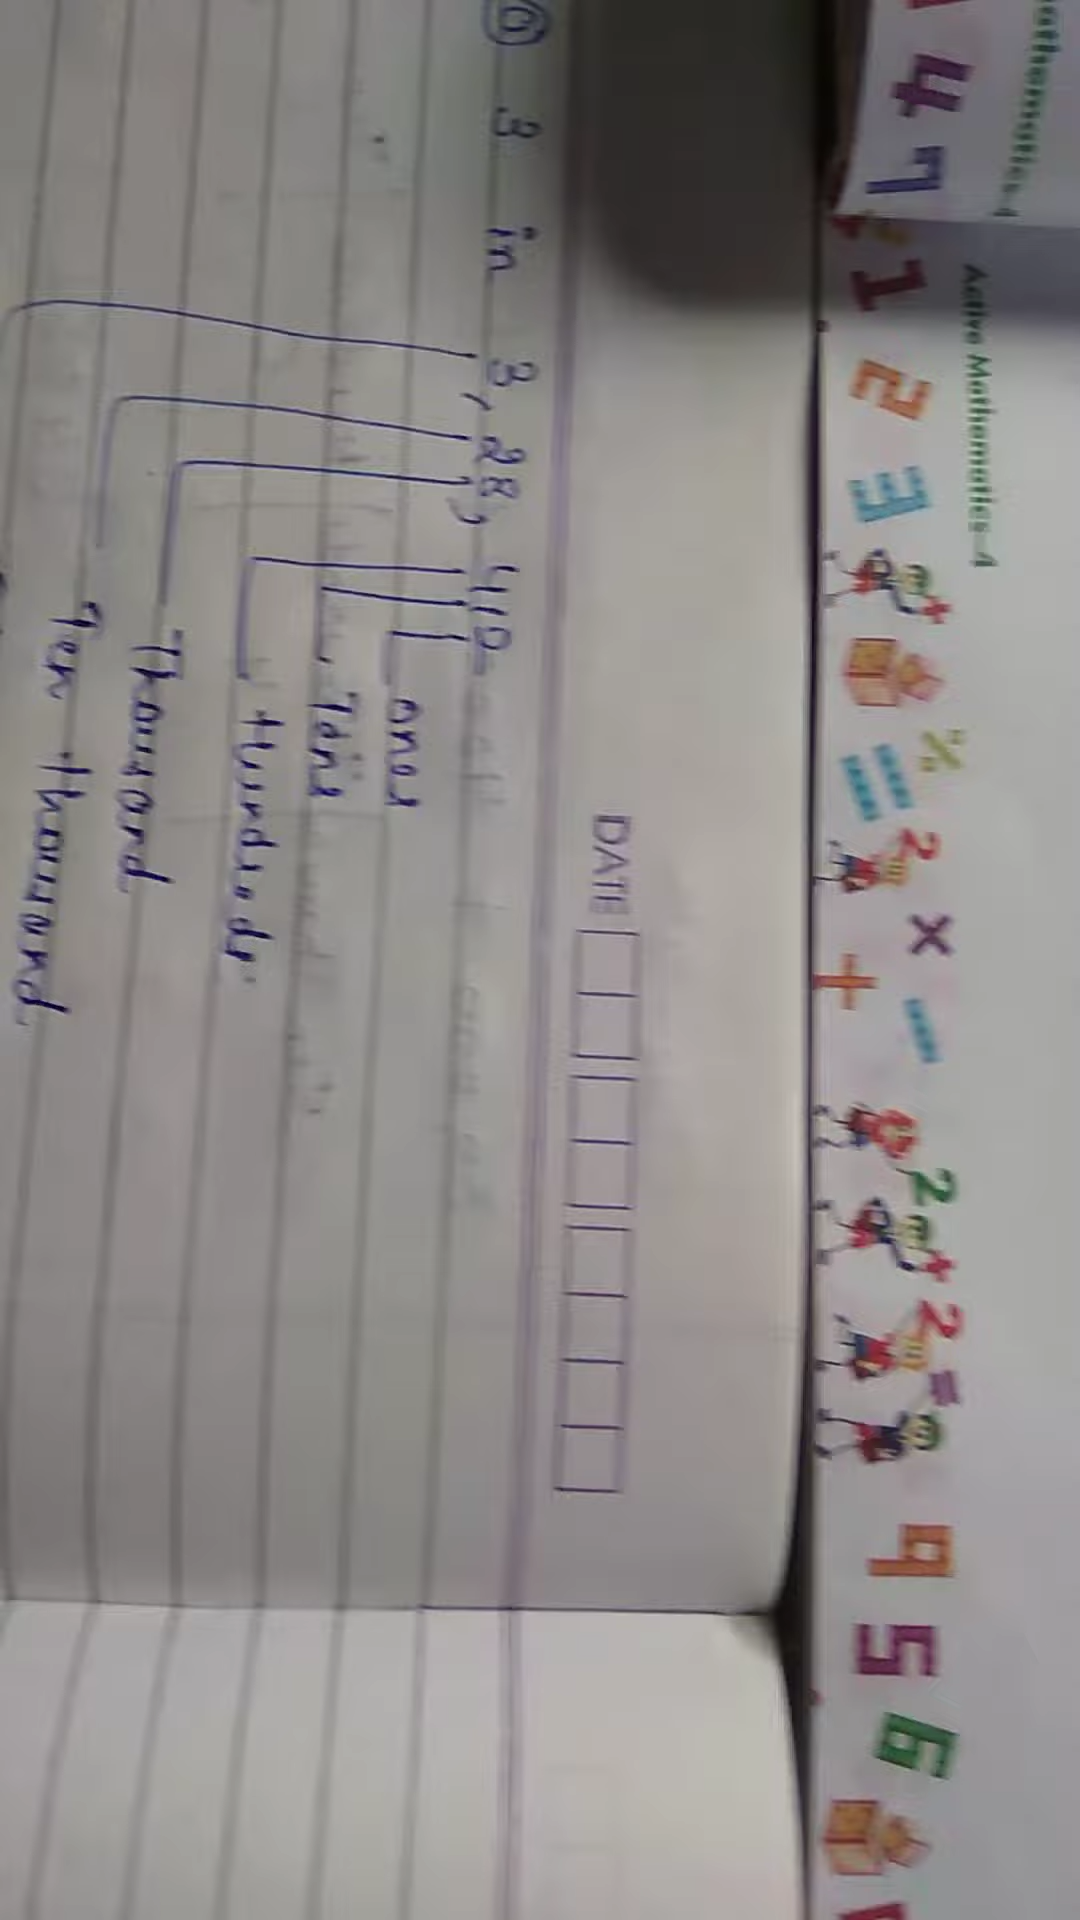 Active Mathematics-4
DATE
(b) 3 in 3,28,410
ones
Tens
Hundreds
Thousand
Ten thousand